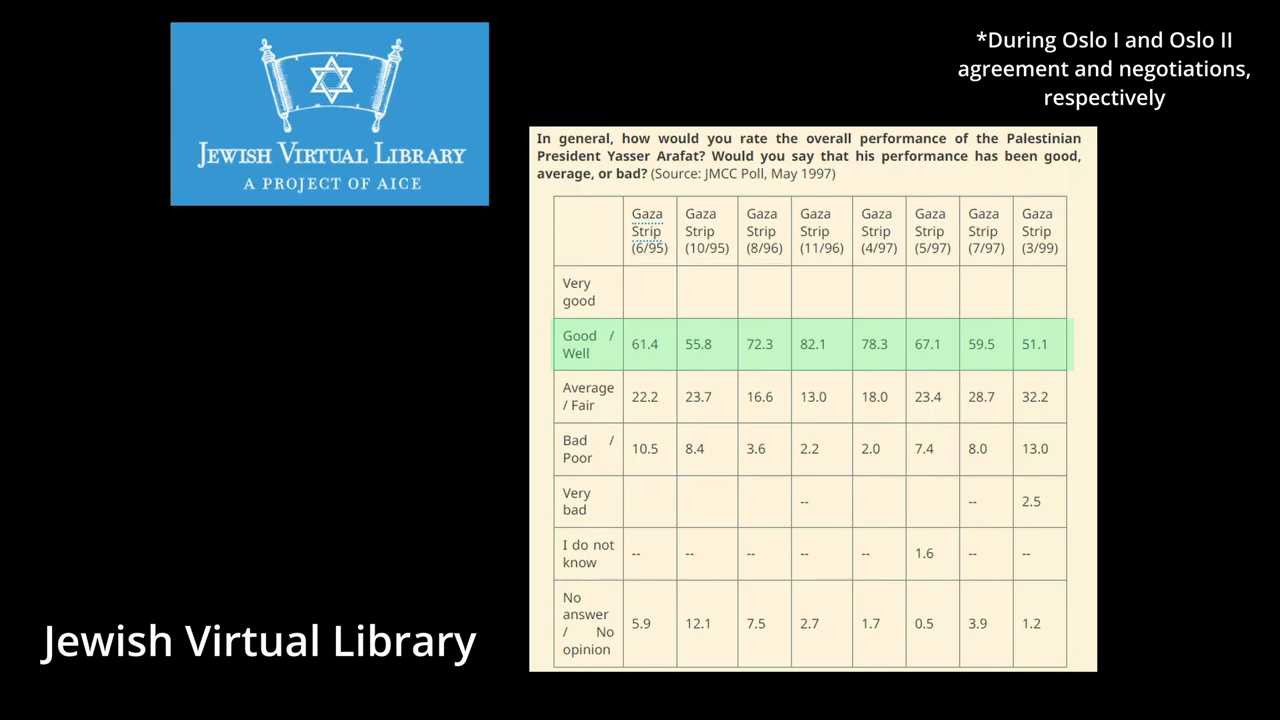 JEWISH VIRTUAL LIBRARY
A PROJECT OF AICE
*During Oslo I and Oslo II
agreement and negotiations,
respectively
In general, how would you rate the overall performance of the Palestinian
President Yasser Arafat? Would you say that his performance has been good,
average, or bad? (Source: JMCC Poll, May 1997)
Gaza Strip (6/95) Gaza Strip (10/95) Gaza Strip (8/96) Gaza Strip (11/96) Gaza Strip (4/97) Gaza Strip (5/97) Gaza Strip (7/97) Gaza Strip (3/99)
Very good
Good / Well 61.4 55.8 72.3 82.1 78.3 67.1 59.5 51.1
Average / Fair 22.2 23.7 16.6 13.0 18.0 23.4 28.7 32.2
Bad / Poor 10.5 8.4 3.6 2.2 2.0 7.4 8.0 13.0
Very bad -- -- 2.5
I do not know -- -- -- -- -- 1.6 -- --
No answer / No opinion 5.9 12.1 7.5 2.7 1.7 0.5 3.9 1.2
Jewish Virtual Library